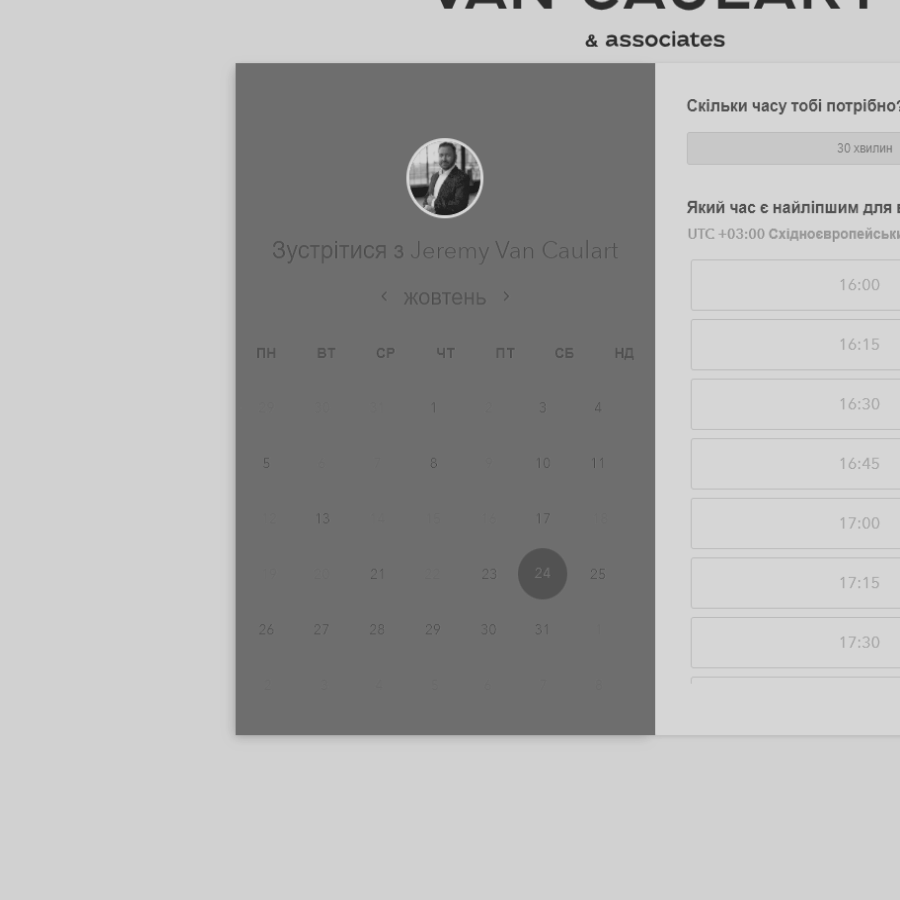 VAN CAULART
& associates
Зустрітися з Jeremy Van Caulart
‹ жовтень ›
ПН ВТ СР ЧТ ПТ СБ НД
1 3 4
5 8 10 11
13 17
21 23 24 25
26 27 28 29 30 31
Скільки часу тобі потрібно?
30 хвилин
Який час є найліпшим для
UTC +03:00
16:00
16:15
16:30
16:45
17:00
17:15
17:30